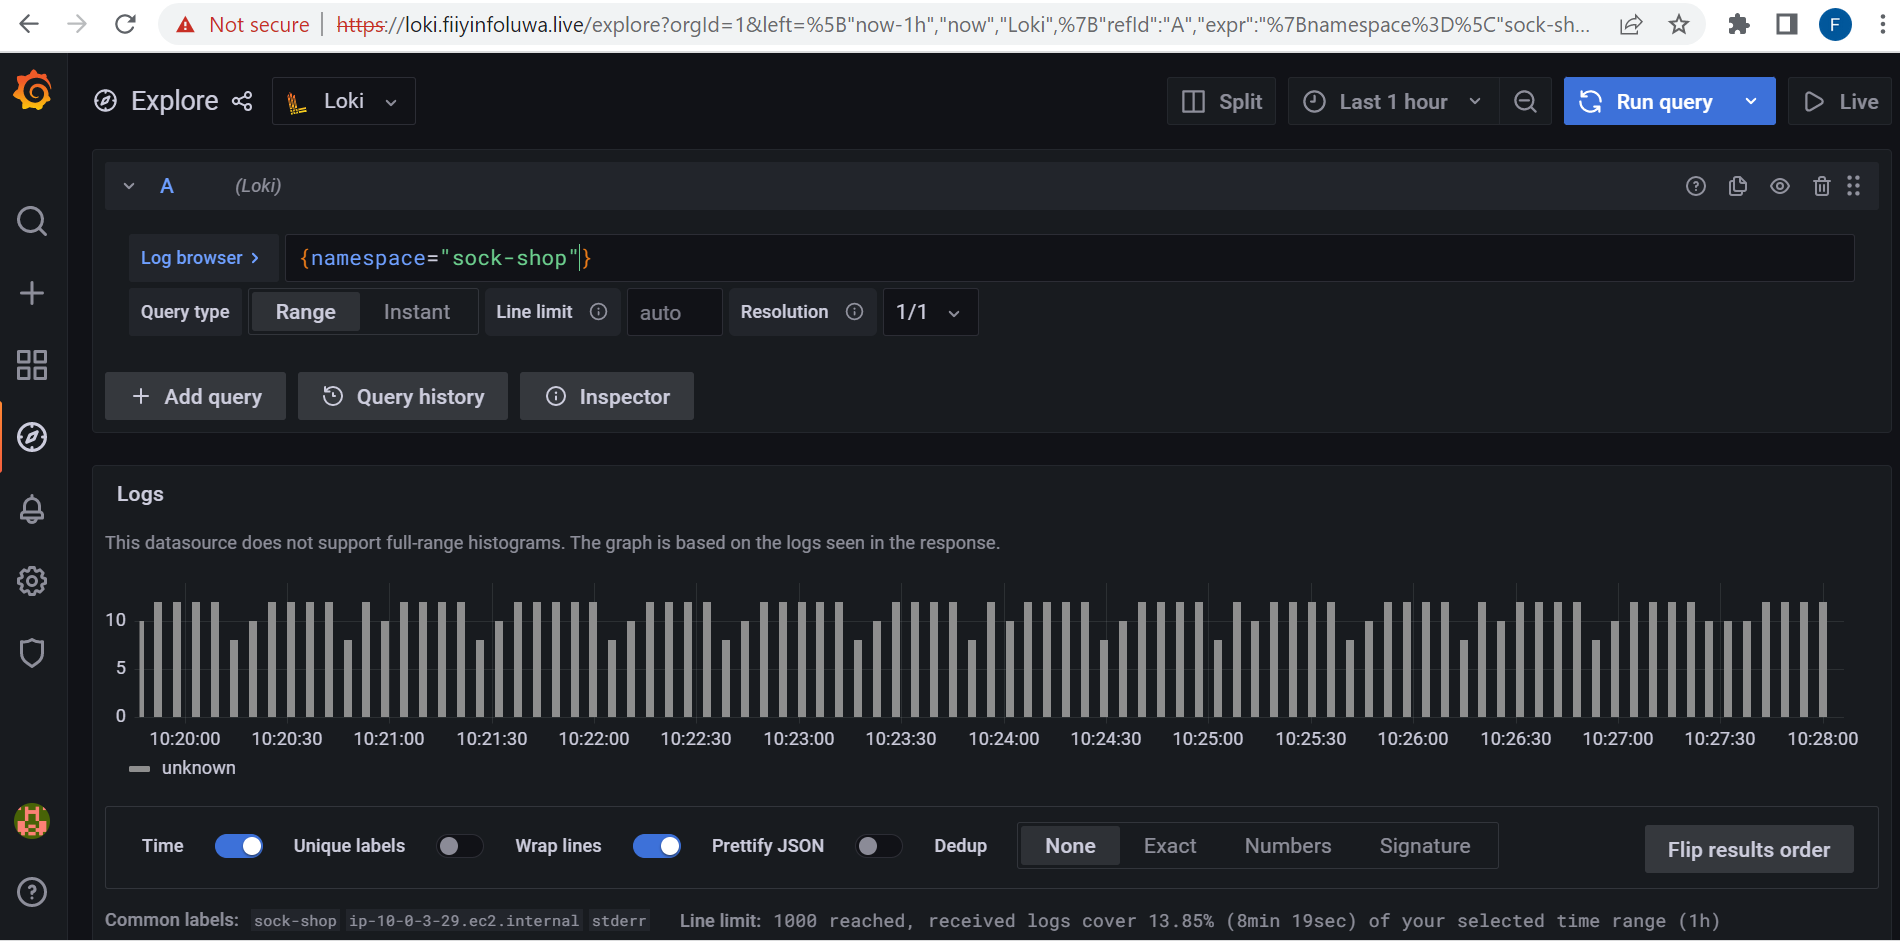 Not secure | https://loki.fiiyinfoluwa.live/explore?orgId=1&left=%5B"now-1h","now","Loki",%7B"refId":"A","expr":"%7Bnamespace%3D%5C"sock-sh...
F
Explore Loki Split Last 1 hour Run query Live
A (Loki)
Log browser > {namespace="sock-shop"}
Query type Range Instant Line limit auto Resolution 1/1
+ Add query Query history Inspector
Logs
This datasource does not support full-range histograms. The graph is based on the logs seen in the response.
10
5
0
10:20:00 10:20:30 10:21:00 10:21:30 10:22:00 10:22:30 10:23:00 10:23:30 10:24:00 10:24:30 10:25:00 10:25:30 10:26:00 10:26:30 10:27:00 10:27:30 10:28:00
unknown
Time Unique labels Wrap lines Prettify JSON Dedup None Exact Numbers Signature Flip results order
Common labels: sock-shop ip-10-0-3-29.ec2.internal stderr Line limit: 1000 reached, received logs cover 13.85% (8min 19sec) of your selected time range (1h)